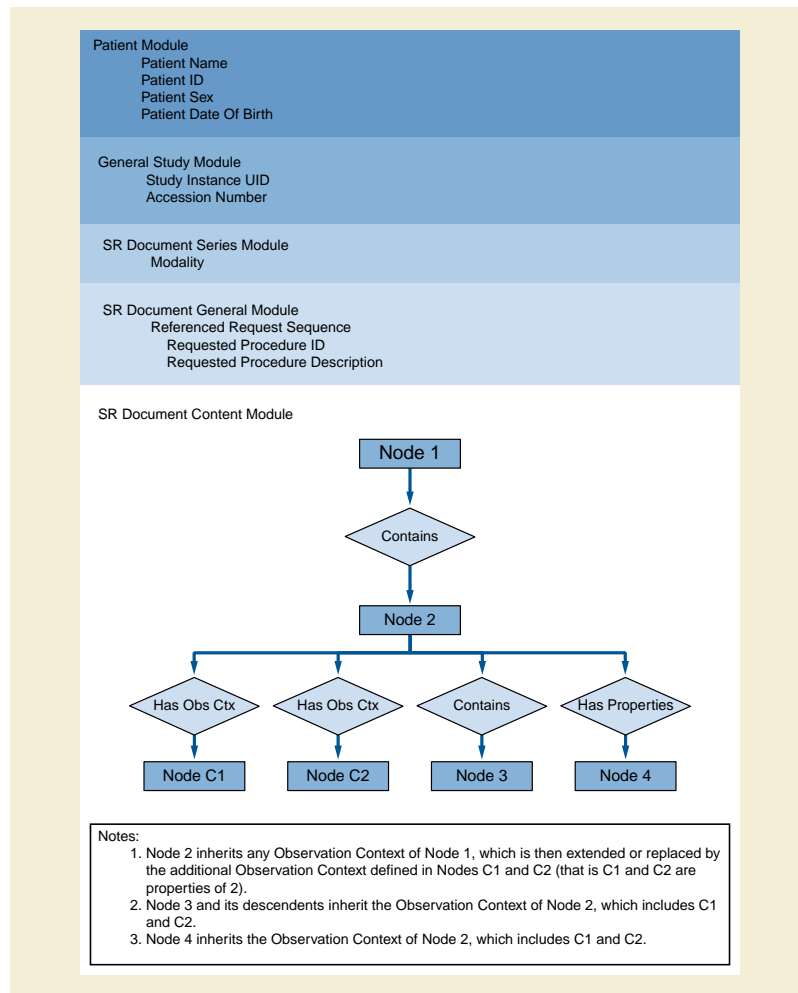 Patient Module
Patient Name
Patient ID
Patient Sex
Patient Date Of Birth
General Study Module
Study Instance UID
Accession Number
SR Document Series Module
Modality
SR Document General Module
Referenced Request Sequence
Requested Procedure ID
Requested Procedure Description
SR Document Content Module
Node 1
Contains
Node 2
Has Obs Ctx
Has Obs Ctx
Contains
Has Properties
Node C1
Node C2
Node 3
Node 4
Notes:
1. Node 2 inherits any Observation Context of Node 1, which is then extended or replaced by
the additional Observation Context defined in Nodes C1 and C2 (that is C1 and C2 are
properties of 2).
2. Node 3 and its descendents inherit the Observation Context of Node 2, which includes C1
and C2.
3. Node 4 inherits the Observation Context of Node 2, which includes C1 and C2.